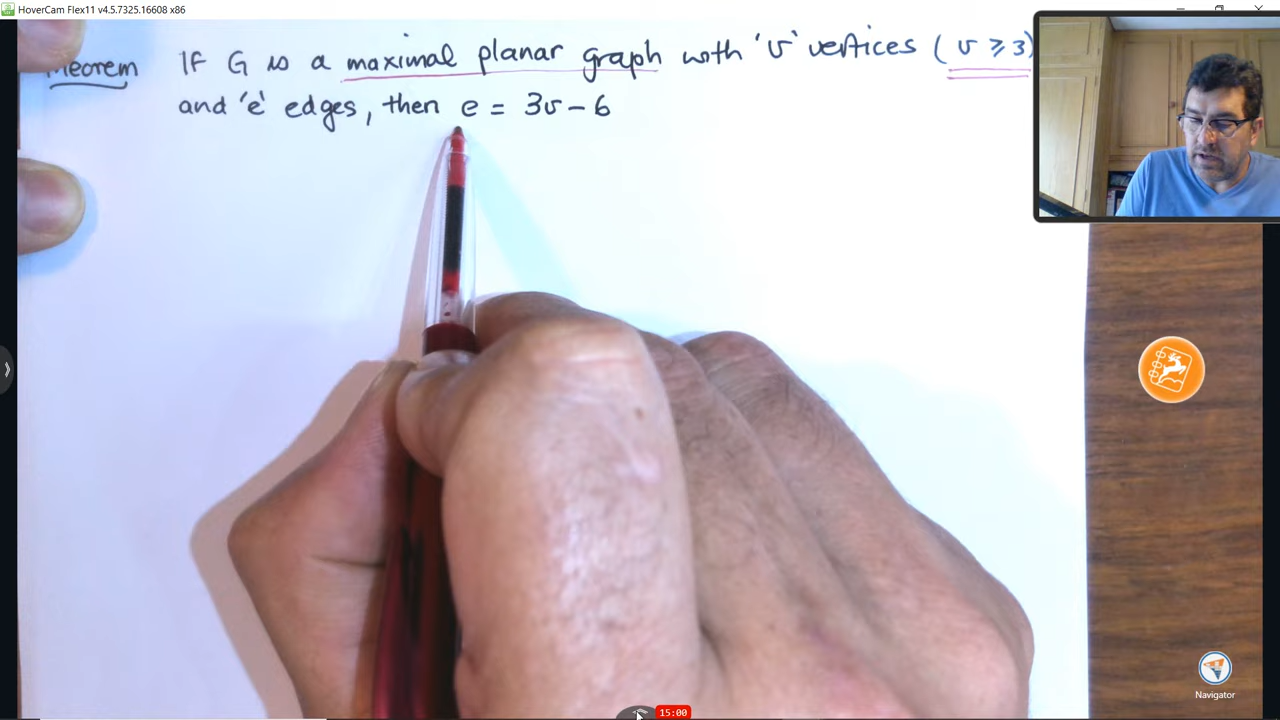 HoverCam Flex11 v4.5.7325.16608 x86
Theorem If G is a maximal planar graph with 'v' vertices (v ⩾ 3)
and 'e' edges, then e = 3v - 6
Navigator
15:00